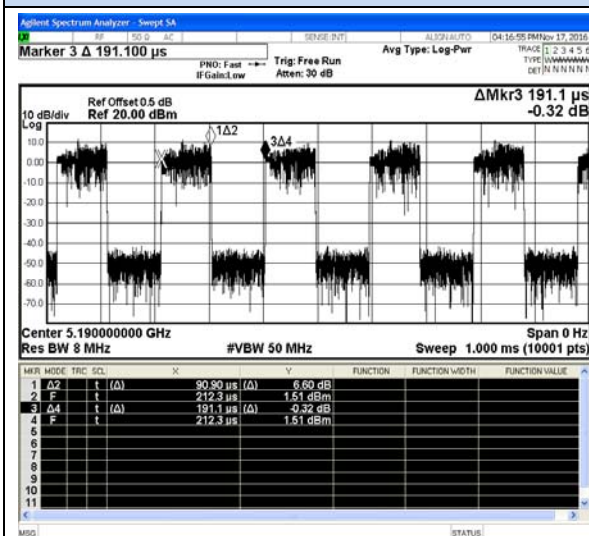 Agilent Spectrum Analyzer - Swept SA
RF 50 Ω AC SENSE:INT ALIGN AUTO 04:16:55 PM Nov 17, 2016
Marker 3 Δ 191.100 μs
PNO: Fast
IFGain:Low
Trig: Free Run
Atten: 30 dB
Avg Type: Log-Pwr
TRACE 1 2 3 4 5 6
TYPE
DET N N N N N
10 dB/div
Log
Ref Offset 0.5 dB
Ref 20.00 dBm
ΔMkr3 191.1 μs
-0.32 dB
1Δ2
3Δ4
10.0
0.00
-10.0
-20.0
-30.0
-40.0
-50.0
-60.0
-70.0
Center 5.190000000 GHz Span 0 Hz
Res BW 8 MHz #VBW 50 MHz Sweep 1.000 ms (10001 pts)
MKR MODE TRC SCL X Y FUNCTION FUNCTION WIDTH FUNCTION VALUE
1 Δ2 t (Δ) 90.90 μs (Δ) 6.60 dB
2 F t 212.3 μs 1.51 dBm
3 Δ4 t (Δ) 191.1 μs (Δ) -0.32 dB
4 F t 212.3 μs 1.51 dBm
5
6
7
8
9
10
11
MSG STATUS